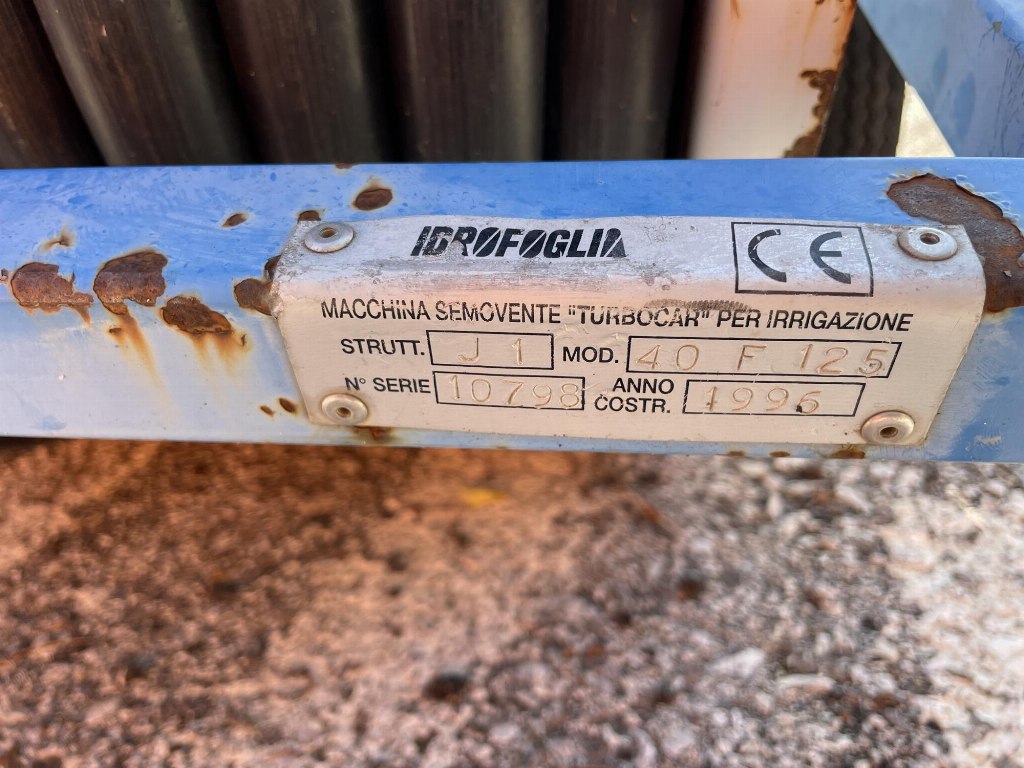 IDROFOGLIA CE
MACCHINA SEMOVENTE "TURBOCAR" PER IRRIGAZIONE
STRUTT. J 1 MOD. 40 F 125
N° SERIE 10798 ANNO COSTR. 1996